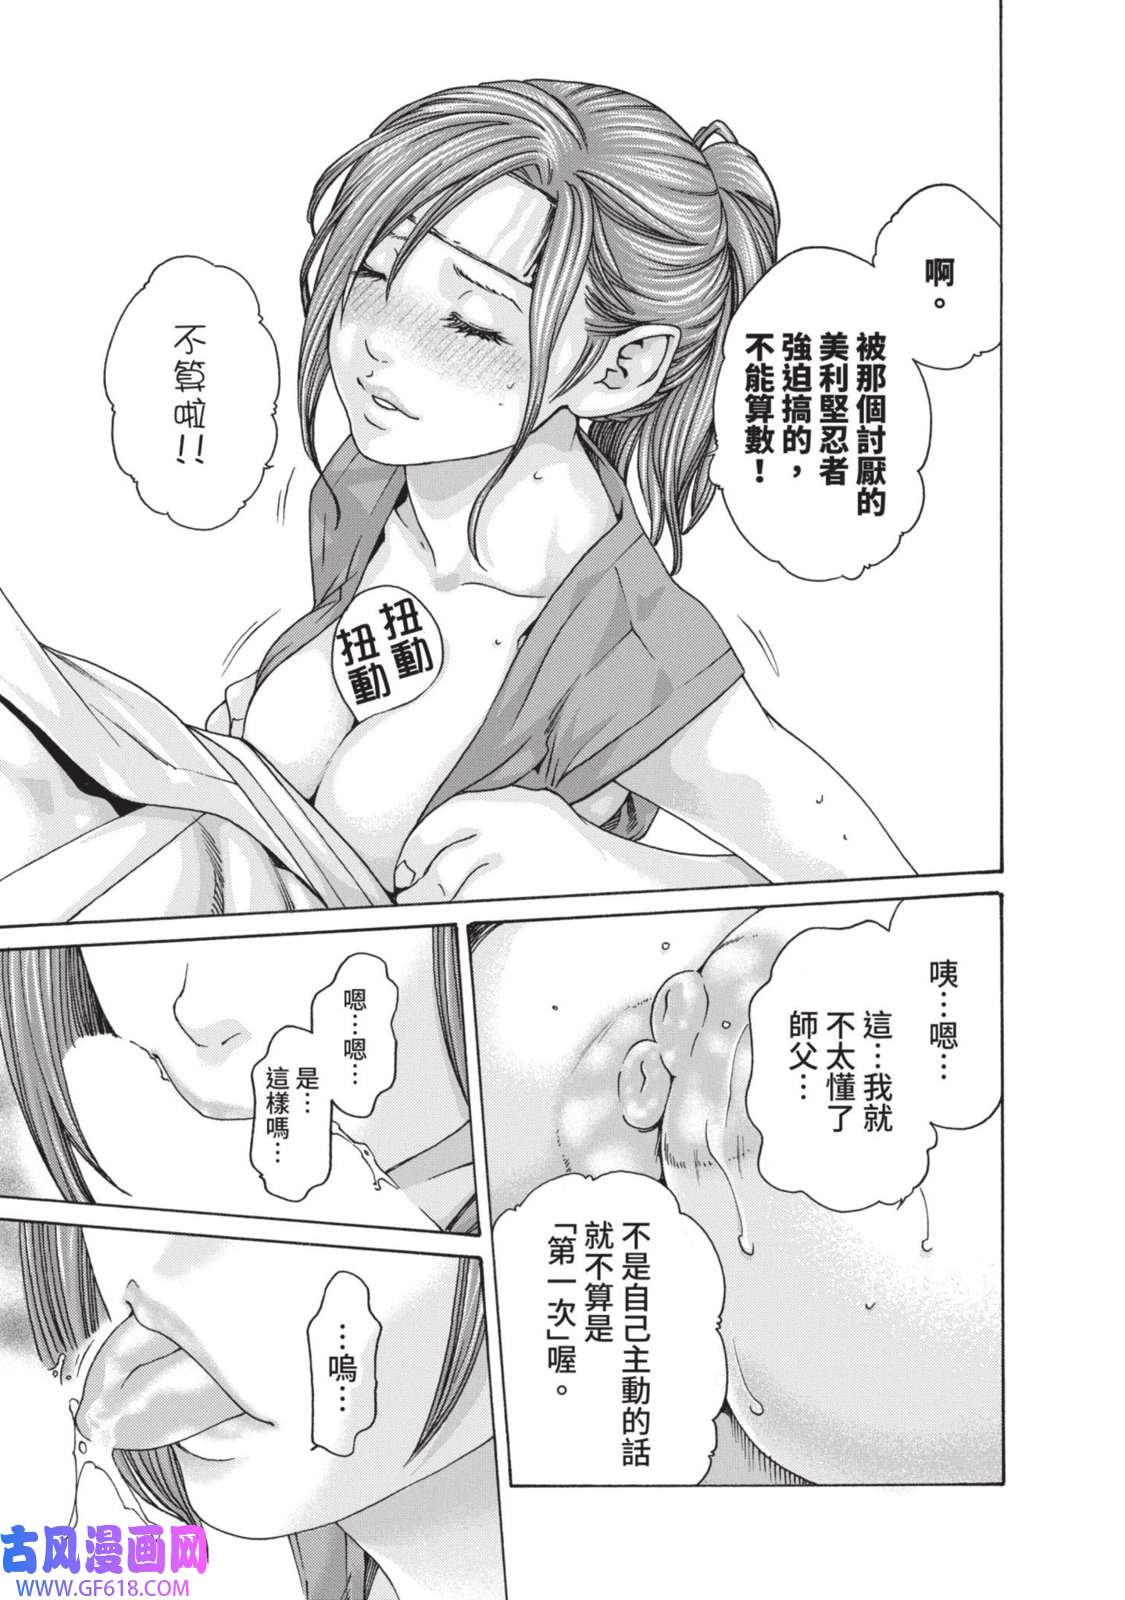 啊。
被那個討厭的
美利堅忍者
強迫搞的，
不能算數！
不算啦!!
扭動
扭動
咦…嗯…
這…我就
不太懂了
師父…
不是自己主動的話
就不算是
「第一次」喔。
嗯…嗯…
是…
這樣嗎…
…嗚…
古风漫画网
WWW.GF618.COM